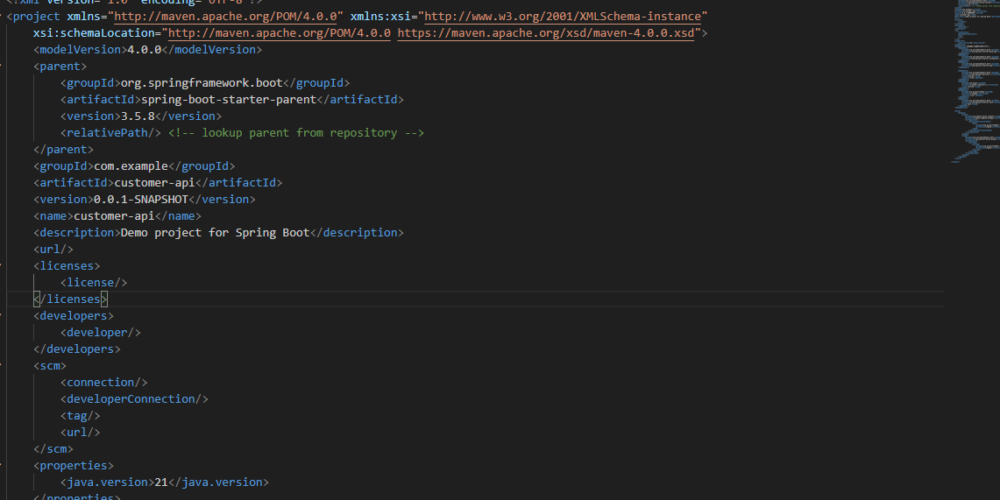 <?xml version="1.0" encoding="UTF-8"?>
<project xmlns="http://maven.apache.org/POM/4.0.0" xmlns:xsi="http://www.w3.org/2001/XMLSchema-instance"
xsi:schemaLocation="http://maven.apache.org/POM/4.0.0 https://maven.apache.org/xsd/maven-4.0.0.xsd">
<modelVersion>4.0.0</modelVersion>
<parent>
<groupId>org.springframework.boot</groupId>
<artifactId>spring-boot-starter-parent</artifactId>
<version>3.5.8</version>
<relativePath/> <!-- lookup parent from repository -->
</parent>
<groupId>com.example</groupId>
<artifactId>customer-api</artifactId>
<version>0.0.1-SNAPSHOT</version>
<name>customer-api</name>
<description>Demo project for Spring Boot</description>
<url/>
<licenses>
<license/>
</licenses>
<developers>
<developer/>
</developers>
<scm>
<connection/>
<developerConnection/>
<tag/>
<url/>
</scm>
<properties>
<java.version>21</java.version>
</properties>